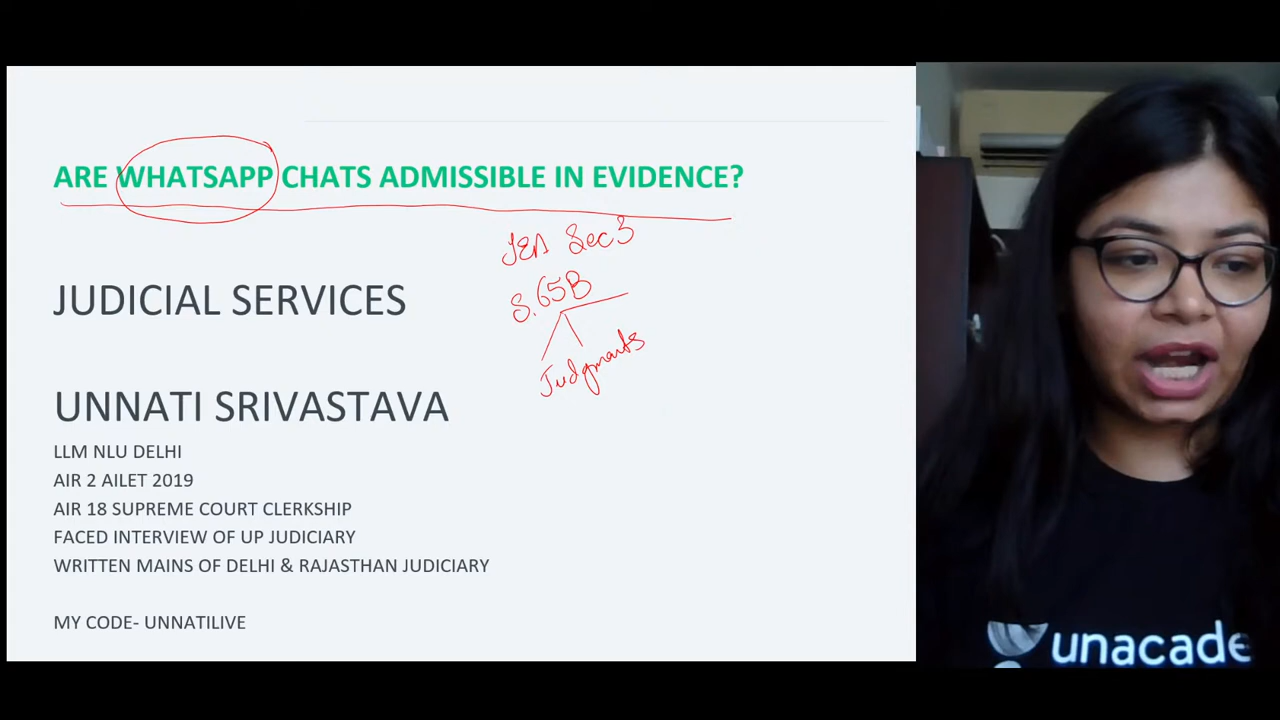 ARE WHATSAPP CHATS ADMISSIBLE IN EVIDENCE?
IEA Sec 3
S.65B
Judgments
JUDICIAL SERVICES
UNNATI SRIVASTAVA
LLM NLU DELHI
AIR 2 AILET 2019
AIR 18 SUPREME COURT CLERKSHIP
FACED INTERVIEW OF UP JUDICIARY
WRITTEN MAINS OF DELHI & RAJASTHAN JUDICIARY
MY CODE- UNNATILIVE
unacade